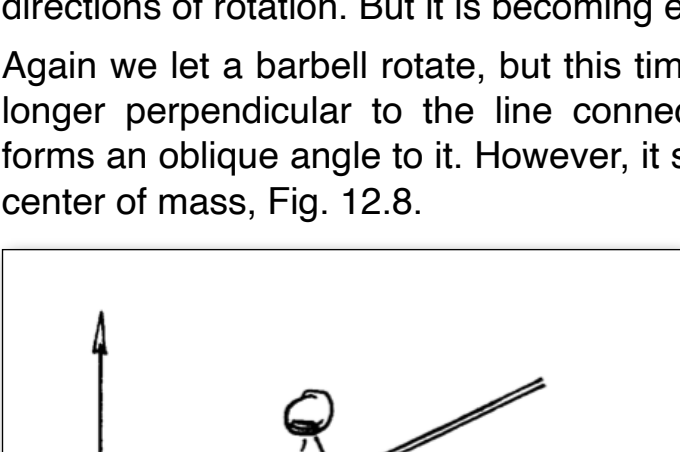 directions of rotation. But it is becoming e
Again we let a barbell rotate, but this tim
longer perpendicular to the line connec
forms an oblique angle to it. However, it s
center of mass, Fig. 12.8.